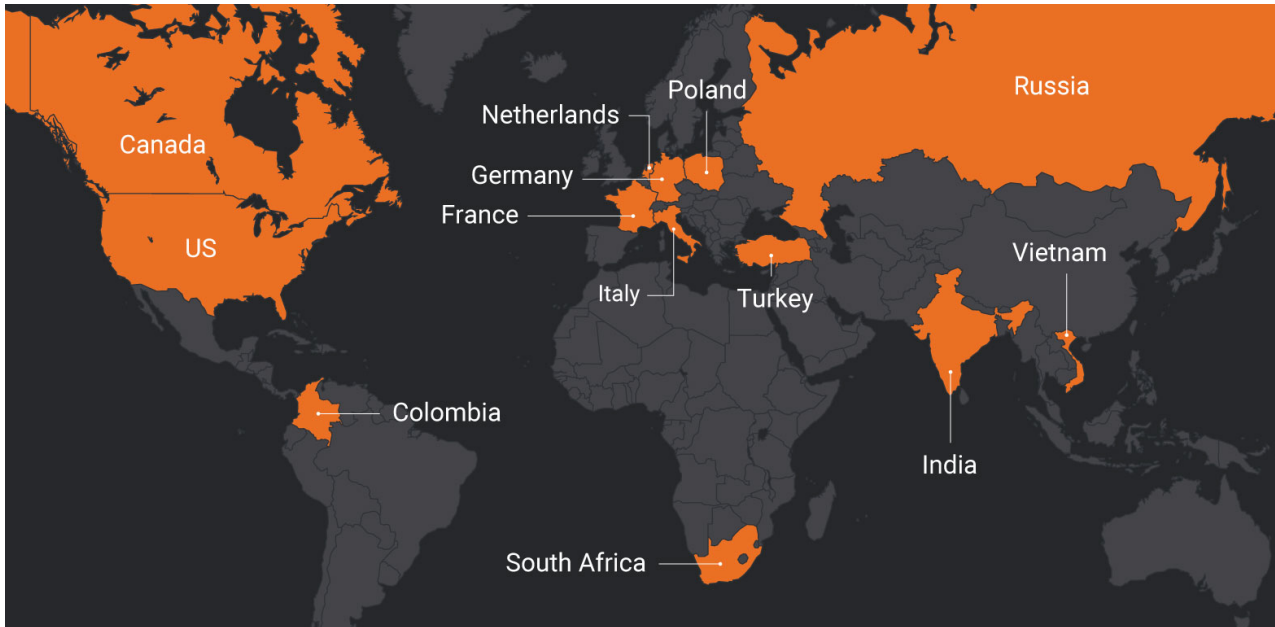 Poland
Russia
Netherlands
Canada
Germany
France
US
Vietnam
Italy
Turkey
Colombia
India
South Africa